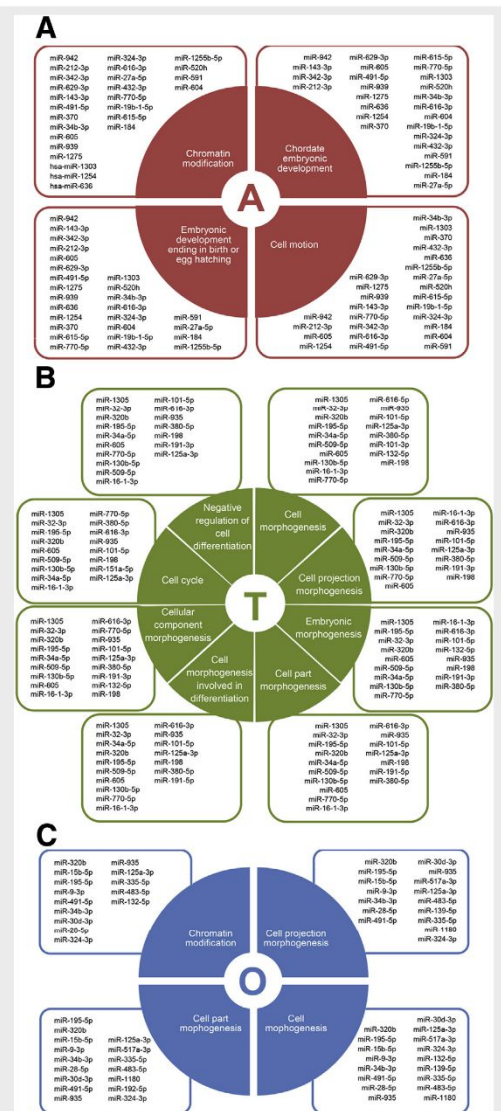 A
miR-942 miR-324-3p miR-1255b-5p
miR-212-3p miR-616-3p miR-520h
miR-342-3p miR-27a-5p miR-591
miR-629-3p miR-432-3p miR-604
miR-143-3p miR-770-5p
miR-491-5p miR-19b-1-5p
miR-370 miR-615-5p
miR-34b-3p miR-184
miR-605
miR-939
miR-1275
hsa-miR-1303
hsa-miR-1254
hsa-miR-636
Chromatin
modification
miR-942 miR-629-3p miR-615-5p
miR-143-3p miR-605 miR-770-5p
miR-342-3p miR-491-5p miR-1303
miR-212-3p miR-939 miR-520h
miR-1275 miR-34b-3p
miR-636 miR-616-3p
miR-1254 miR-604
miR-370 miR-19b-1-5p
miR-324-3p
miR-432-3p
miR-591
miR-1255b-5p
miR-184
miR-27a-5p
Chordate
embryonic
development
A
miR-942
miR-143-3p
miR-342-3p
miR-212-3p
miR-605
miR-629-3p
miR-491-5p miR-1303
miR-1275 miR-520h
miR-939 miR-34b-3p
miR-636 miR-616-3p
miR-1254 miR-324-3p miR-591
miR-370 miR-604 miR-27a-5p
miR-615-5p miR-19b-1-5p miR-184
miR-770-5p miR-432-3p miR-1255b-5p
Embryonic
development
ending in birth or
egg hatching
Cell motion
miR-34b-3p
miR-1303
miR-370
miR-432-3p
miR-636
miR-1255b-5p
miR-629-3p miR-27a-5p
miR-1275 miR-520h
miR-939 miR-615-5p
miR-143-3p miR-19b-1-5p
miR-942 miR-770-5p miR-324-3p
miR-212-3p miR-342-3p miR-184
miR-605 miR-616-3p miR-604
miR-1254 miR-491-5p miR-591
B
miR-1305 miR-101-5p
miR-32-3p miR-616-3p
miR-320b miR-935
miR-195-5p miR-380-5p
miR-34a-5p miR-198
miR-605 miR-191-3p
miR-770-5p miR-125a-3p
miR-130b-5p
miR-509-5p
miR-16-1-3p
miR-1305 miR-616-5p
miR-32-3p miR-935
miR-320b miR-101-5p
miR-195-5p miR-125a-3p
miR-34a-5p miR-380-5p
miR-509-5p miR-101-3p
miR-605 miR-132-5p
miR-130b-5p miR-198
miR-16-1-3p
miR-770-5p
Negative
regulation of
cell
differentiation
Cell
morphogenesis
miR-1305 miR-770-5p
miR-32-3p miR-380-5p
miR-195-5p miR-616-3p
miR-320b miR-935
miR-605 miR-101-5p
miR-509-5p miR-198
miR-130b-5p miR-151a-5p
miR-34a-5p miR-125a-3p
miR-16-1-3p
Cell cycle
Cell projection
morphogenesis
miR-1305 miR-16-1-3p
miR-32-3p miR-616-3p
miR-320b miR-935
miR-195-5p miR-101-5p
miR-34a-5p miR-125a-3p
miR-509-5p miR-380-5p
miR-130b-5p miR-191-3p
miR-770-5p miR-198
miR-605
T
miR-1305 miR-616-3p
miR-32-3p miR-770-5p
miR-320b miR-935
miR-195-5p miR-101-5p
miR-34a-5p miR-125a-3p
miR-509-5p miR-380-5p
miR-130b-5p miR-191-3p
miR-605 miR-132-5p
miR-16-1-3p miR-198
Cellular
component
morphogenesis
Embryonic
morphogenesis
miR-1305 miR-16-1-3p
miR-195-5p miR-616-3p
miR-32-3p miR-101-5p
miR-320b miR-132-5p
miR-605 miR-935
miR-509-5p miR-198
miR-34a-5p miR-191-3p
miR-130b-5p miR-380-5p
miR-770-5p
Cell
morphogenesis
involved in
differentiation
Cell part
morphogenesis
miR-1305 miR-616-3p
miR-32-3p miR-935
miR-34a-5p miR-101-5p
miR-320b miR-125a-3p
miR-195-5p miR-198
miR-509-5p miR-380-5p
miR-605 miR-191-5p
miR-130b-5p
miR-770-5p
miR-16-1-3p
miR-1305 miR-616-3p
miR-32-3p miR-935
miR-195-5p miR-101-5p
miR-320b miR-125a-3p
miR-34a-5p miR-198
miR-509-5p miR-191-5p
miR-130b-5p miR-380-5p
miR-605
miR-770-5p
miR-16-1-3p
C
miR-320b miR-935
miR-15b-5p miR-125a-3p
miR-195-5p miR-335-5p
miR-9-3p miR-483-5p
miR-491-5p miR-132-5p
miR-34b-3p
miR-30d-3p
miR-20-5p
miR-324-3p
Chromatin
modification
Cell projection
morphogenesis
miR-320b miR-30d-3p
miR-195-5p miR-935
miR-15b-5p miR-517a-3p
miR-9-3p miR-125a-3p
miR-34b-3p miR-483-5p
miR-28-5p miR-139-5p
miR-491-5p miR-335-5p
miR-1180
miR-324-3p
O
miR-195-5p
miR-320b
miR-15b-5p miR-125a-3p
miR-9-3p miR-517a-3p
miR-34b-3p miR-335-5p
miR-28-5p miR-483-5p
miR-30d-3p miR-1180
miR-491-5p miR-192-5p
miR-935 miR-324-3p
Cell part
mophogenesis
Cell
mophogenesis
miR-30d-3p
miR-320b miR-125a-3p
miR-195-5p miR-517a-3p
miR-15b-5p miR-324-3p
miR-9-3p miR-132-5p
miR-34b-3p miR-139-5p
miR-491-5p miR-335-5p
miR-28-5p miR-483-5p
miR-935 miR-1180